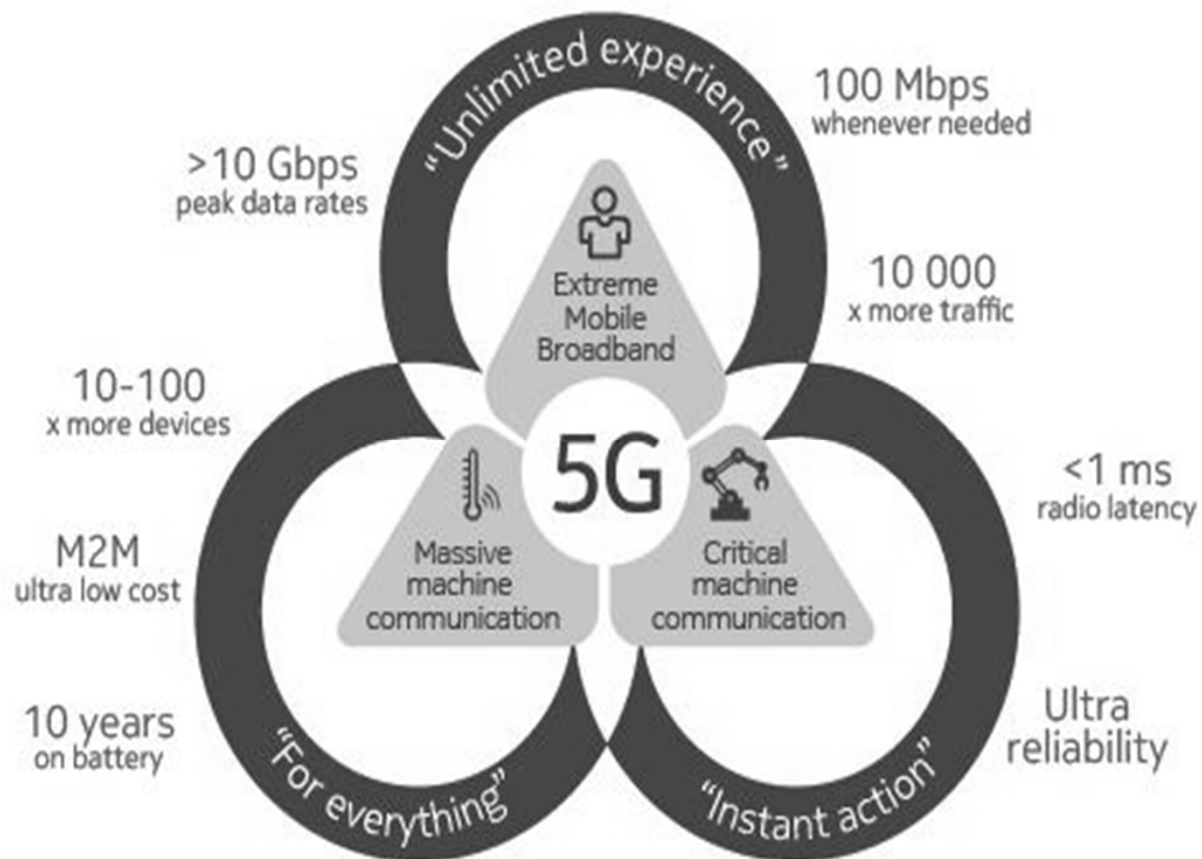 "Unlimited experience"
100 Mbps
whenever needed
>10 Gbps
peak data rates
10 000
x more traffic
Extreme
Mobile
Broadband
10-100
x more devices
5G
<1 ms
radio latency
M2M
ultra low cost
Massive
machine
communication
Critical
machine
communication
10 years
on battery
Ultra
reliability
"For everything"
"Instant action"